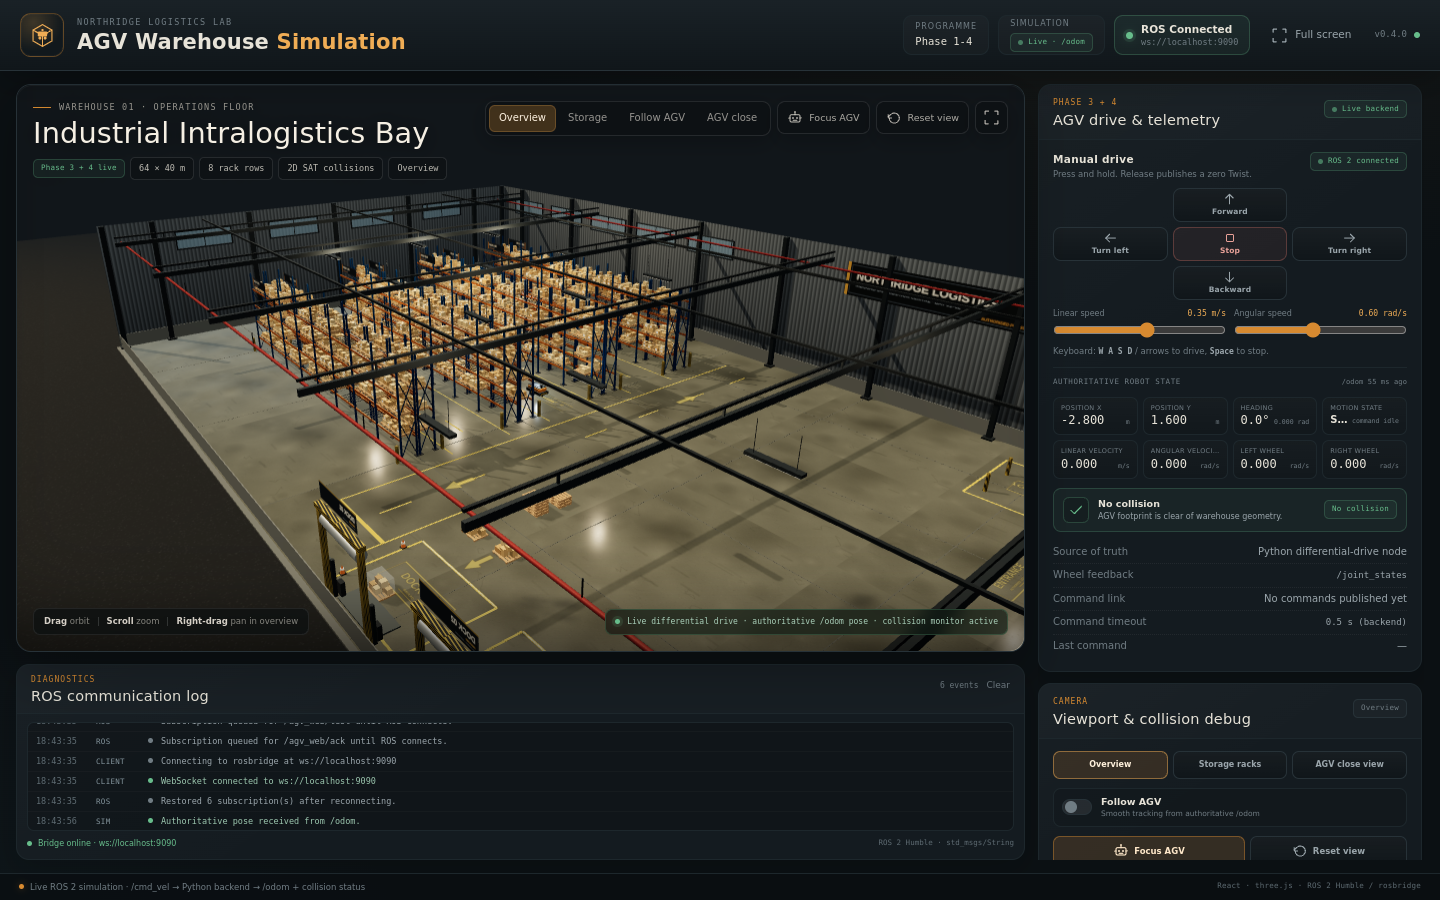 NORTHRIDGE LOGISTICS LAB
AGV Warehouse Simulation
PROGRAMME
Phase 1-4
SIMULATION
Live · /odom
ROS Connected
ws://localhost:9090
Full screen
v0.4.0
WAREHOUSE 01 · OPERATIONS FLOOR
Industrial Intralogistics Bay
Overview
Storage
Follow AGV
AGV close
Focus AGV
Reset view
Phase 3 + 4 live
64 × 40 m
8 rack rows
2D SAT collisions
Overview
Drag orbit | Scroll zoom | Right-drag pan in overview
Live differential drive · authoritative /odom pose · collision monitor active
DIAGNOSTICS
ROS communication log
6 events
Clear
18:43:35 ROS Subscription queued for /agv_web/ack until ROS connects.
18:43:35 CLIENT Connecting to rosbridge at ws://localhost:9090
18:43:35 CLIENT WebSocket connected to ws://localhost:9090
18:43:35 ROS Restored 6 subscription(s) after reconnecting.
18:43:56 SIM Authoritative pose received from /odom.
Bridge online · ws://localhost:9090
ROS 2 Humble · std_msgs/String
PHASE 3 + 4
AGV drive & telemetry
Live backend
Manual drive
Press and hold. Release publishes a zero Twist.
ROS 2 connected
Forward
Turn left
Stop
Turn right
Backward
Linear speed 0.35 m/s
Angular speed 0.60 rad/s
Keyboard: W A S D / arrows to drive, Space to stop.
AUTHORITATIVE ROBOT STATE
/odom 55 ms ago
POSITION X
-2.800 m
POSITION Y
1.600 m
HEADING
0.0° 0.000 rad
MOTION STATE
S... command idle
LINEAR VELOCITY
0.000 m/s
ANGULAR VELOCI...
0.000 rad/s
LEFT WHEEL
0.000 rad/s
RIGHT WHEEL
0.000 rad/s
No collision
AGV footprint is clear of warehouse geometry.
No collision
Source of truth Python differential-drive node
Wheel feedback /joint_states
Command link No commands published yet
Command timeout 0.5 s (backend)
Last command —
CAMERA
Viewport & collision debug
Overview
Overview
Storage racks
AGV close view
Follow AGV
Smooth tracking from authoritative /odom
Focus AGV
Reset view
Live ROS 2 simulation · /cmd_vel → Python backend → /odom + collision status
React · three.js · ROS 2 Humble / rosbridge